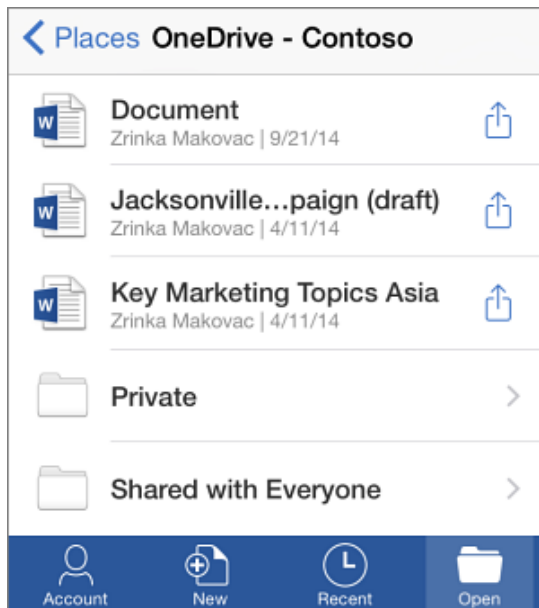 Places OneDrive - Contoso
Document
Zrinka Makovac | 9/21/14
Jacksonville...paign (draft)
Zrinka Makovac | 4/11/14
Key Marketing Topics Asia
Zrinka Makovac | 4/11/14
Private
Shared with Everyone
Account New Recent Open